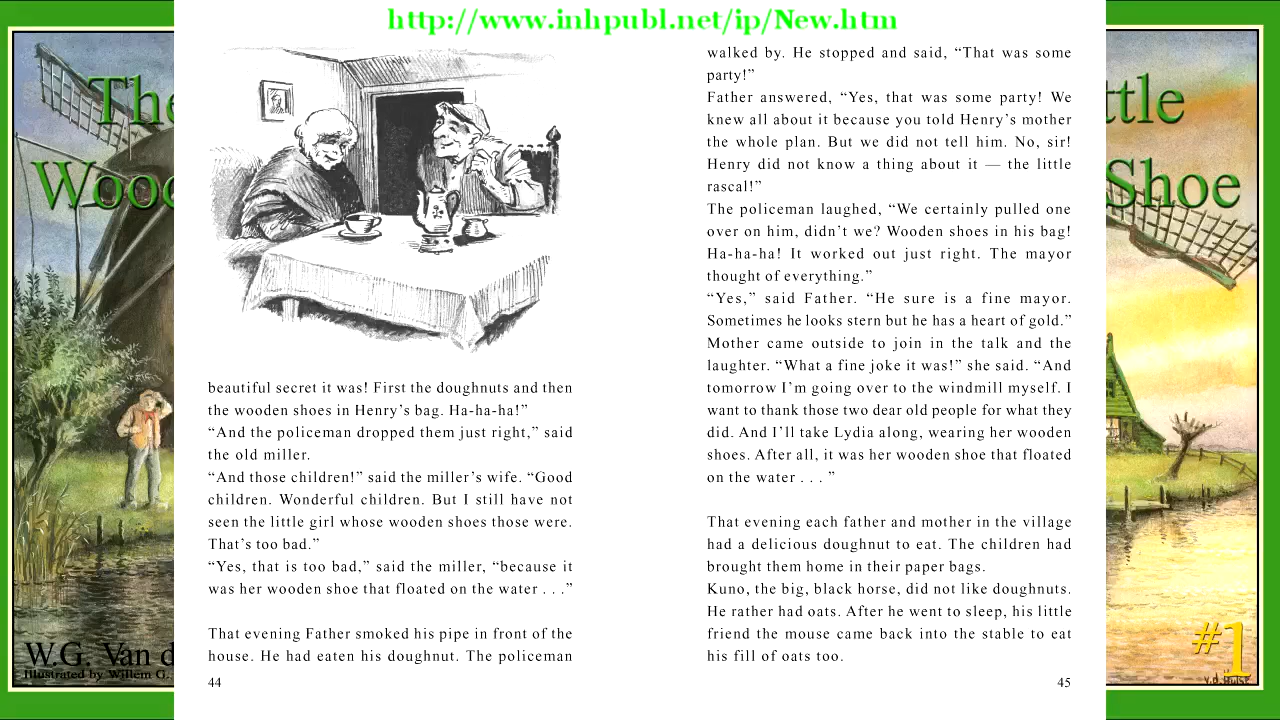 http://www.inhpubl.net/ip/New.htm
The
Wood
W.G. Van d
Illustrated by Willem G.
beautiful secret it was! First the doughnuts and then
the wooden shoes in Henry’s bag. Ha-ha-ha!”
“And the policeman dropped them just right,” said
the old miller.
“And those children!” said the miller’s wife. “Good
children. Wonderful children. But I still have not
seen the little girl whose wooden shoes those were.
That’s too bad.”
“Yes, that is too bad,” said the miller, “because it
was her wooden shoe that floated on the water . . .”
That evening Father smoked his pipe in front of the
house. He had eaten his doughnut. The policeman
44
walked by. He stopped and said, “That was some
party!”
Father answered, “Yes, that was some party! We
knew all about it because you told Henry’s mother
the whole plan. But we did not tell him. No, sir!
Henry did not know a thing about it — the little
rascal!”
The policeman laughed, “We certainly pulled one
over on him, didn’t we? Wooden shoes in his bag!
Ha-ha-ha! It worked out just right. The mayor
thought of everything.”
“Yes,” said Father. “He sure is a fine mayor.
Sometimes he looks stern but he has a heart of gold.”
Mother came outside to join in the talk and the
laughter. “What a fine joke it was!” she said. “And
tomorrow I’m going over to the windmill myself. I
want to thank those two dear old people for what they
did. And I’ll take Lydia along, wearing her wooden
shoes. After all, it was her wooden shoe that floated
on the water . . . ”
That evening each father and mother in the village
had a delicious doughnut to eat. The children had
brought them home in their paper bags.
Kuno, the big, black horse, did not like doughnuts.
He rather had oats. After he went to sleep, his little
friend the mouse came back into the stable to eat
his fill of oats too.
45
ttle
Shoe
#1